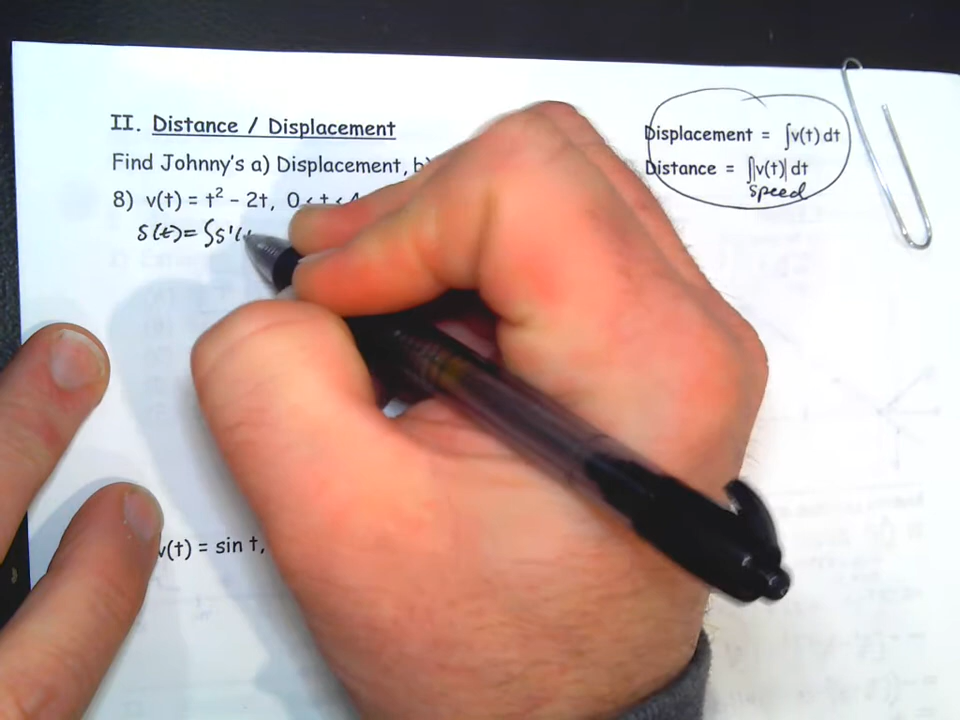 II. Distance / Displacement
Displacement = ∫v(t) dt
Distance = ∫|v(t)| dt
speed
Find Johnny's a) Displacement, b)
8) v(t) = t² - 2t, 0 ≤ t ≤ 4
s(t) = ∫s'(
v(t) = sin t,